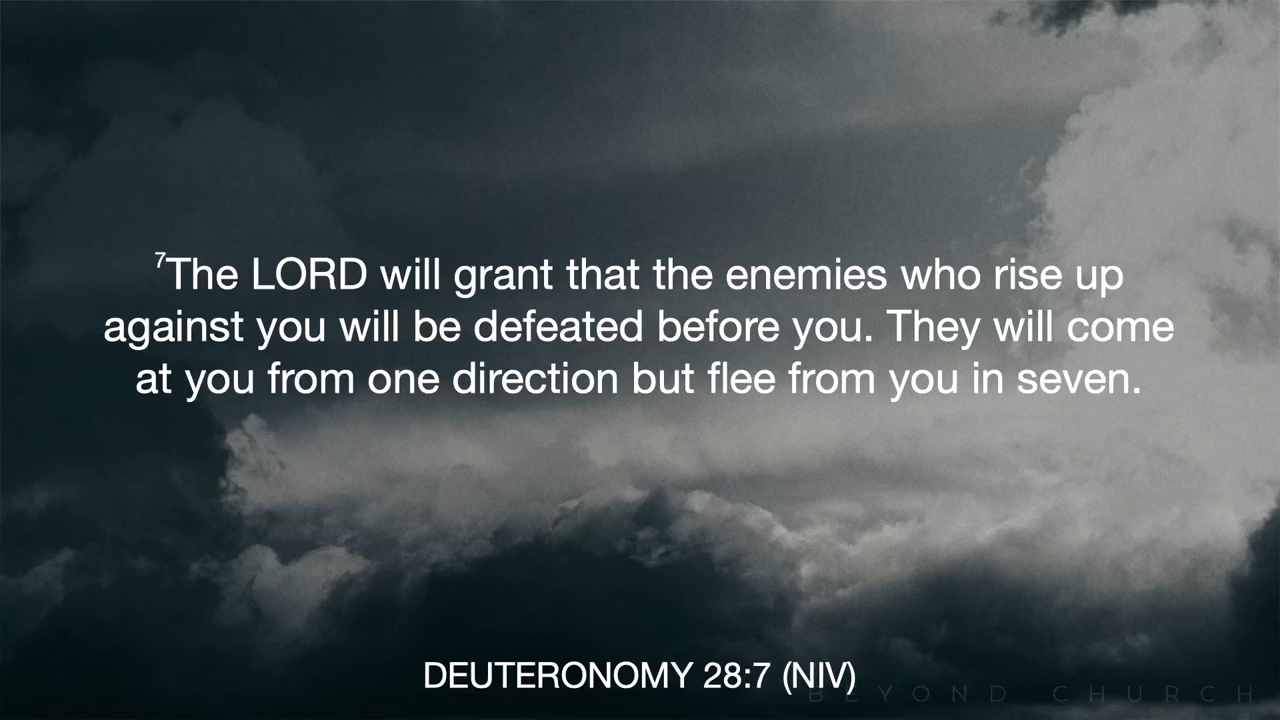 ⁷The LORD will grant that the enemies who rise up
against you will be defeated before you. They will come
at you from one direction but flee from you in seven.
DEUTERONOMY 28:7 (NIV)
BEYOND CHURCH